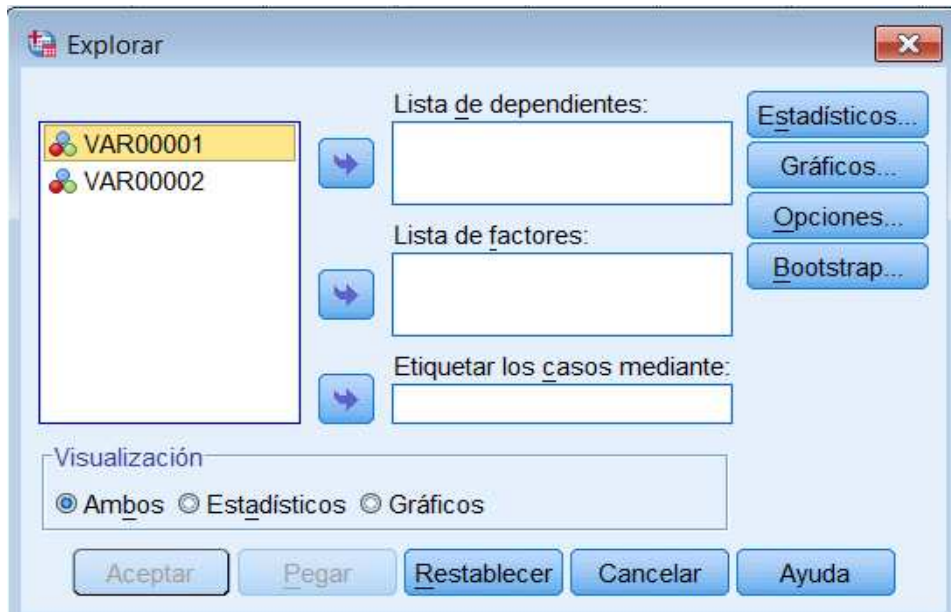 Explorar
VAR00001
VAR00002
Lista de dependientes:
Lista de factores:
Etiquetar los casos mediante:
Estadísticos...
Gráficos...
Opciones...
Bootstrap...
Visualización
Ambos Estadísticos Gráficos
Aceptar Pegar Restablecer Cancelar Ayuda